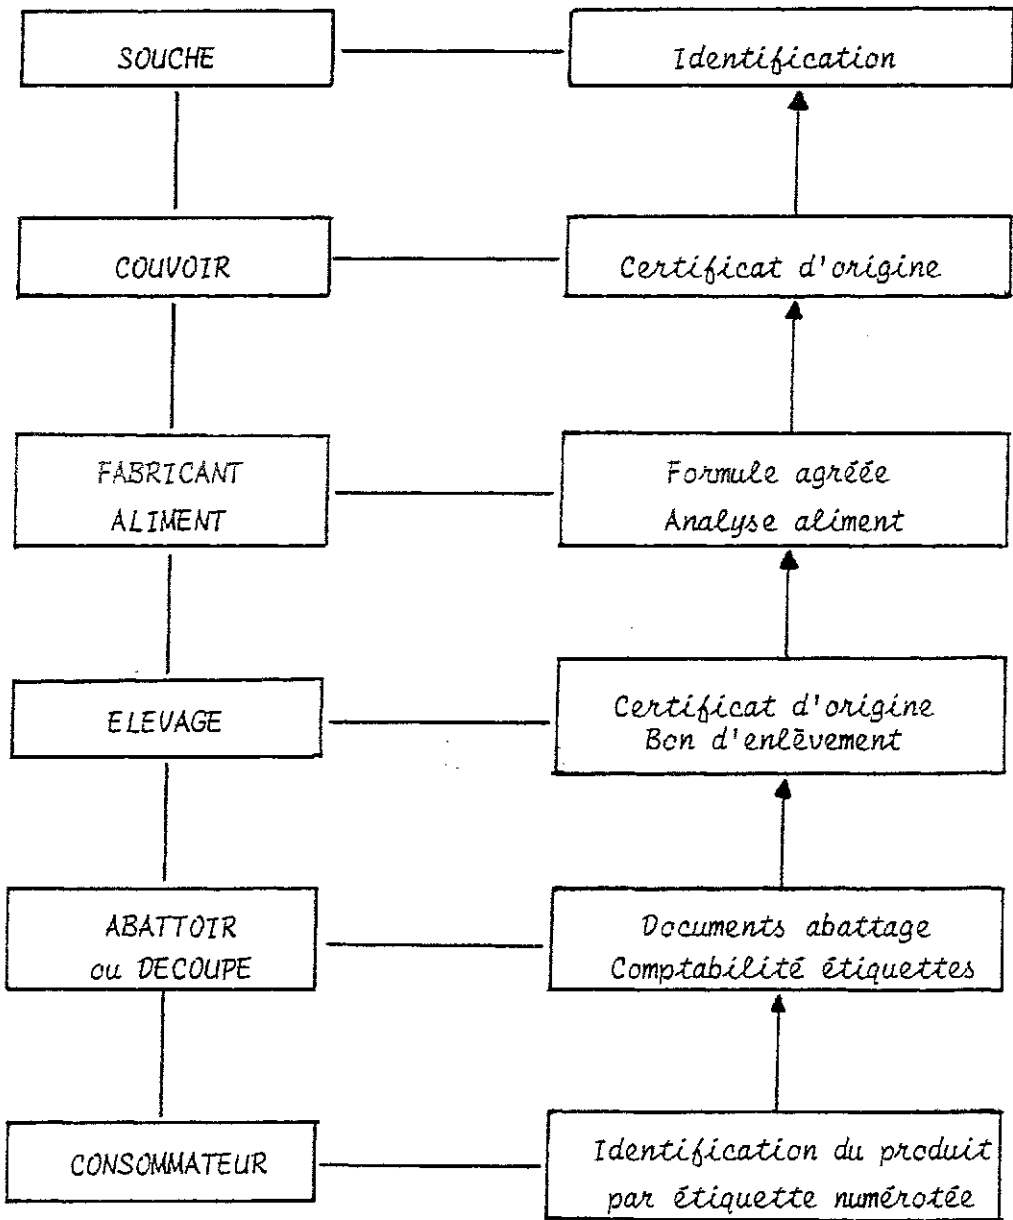 SOUCHE
Identification
COUVOIR
Certificat d'origine
FABRICANT
ALIMENT
Formule agréée
Analyse aliment
ELEVAGE
Certificat d'origine
Bon d'enlèvement
ABATTOIR
ou DECOUPE
Documents abattage
Comptabilité étiquettes
CONSOMMATEUR
Identification du produit
par étiquette numérotée